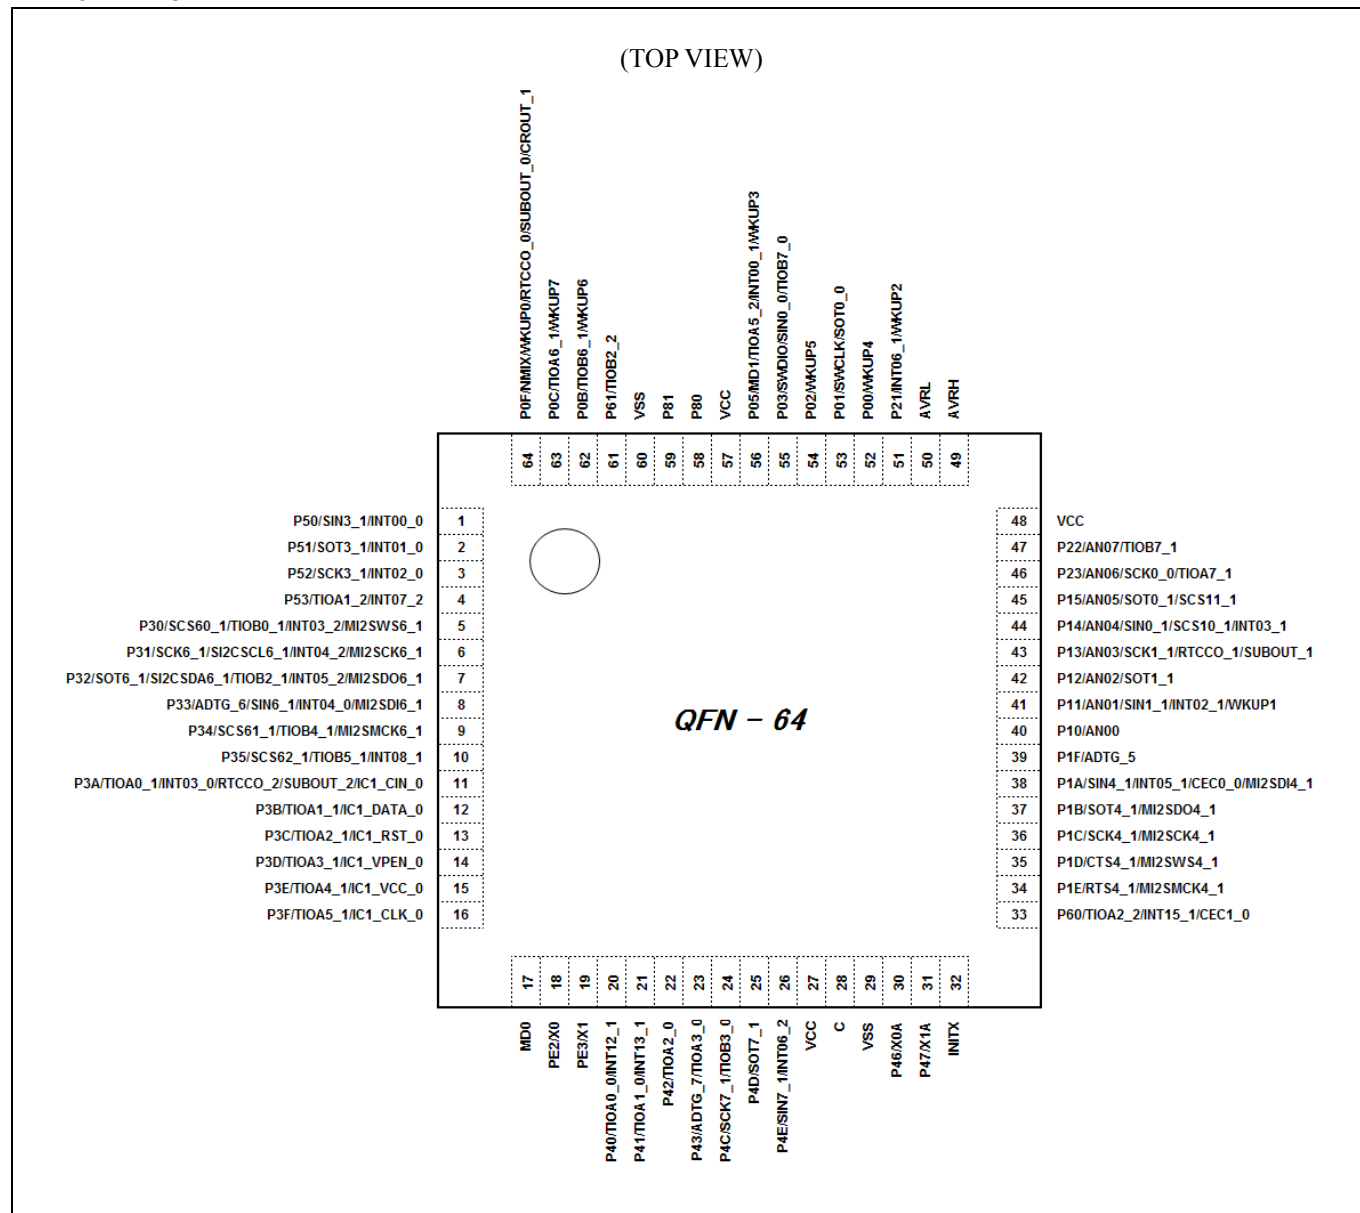 (TOP VIEW)
P0F/NMIX/WKUP0/RTCCO_0/SUBOUT_0/CROUT_1
P0C/TIOA6_1/WKUP7
P0B/TIOB6_1/WKUP6
P61/TIOB2_2
VSS
P81
P80
VCC
P05/MD1/TIOA5_2/INT00_1/WKUP3
P03/SWDIO/SIN0_0/TIOB7_0
P02/WKUP5
P01/SWCLK/SOT0_0
P00/WKUP4
P21/INT06_1/WKUP2
AVRL
AVRH
64 63 62 61 60 59 58 57 56 55 54 53 52 51 50 49
P50/SIN3_1/INT00_0 1
P51/SOT3_1/INT01_0 2
P52/SCK3_1/INT02_0 3
P53/TIOA1_2/INT07_2 4
P30/SCS60_1/TIOB0_1/INT03_2/MI2SWS6_1 5
P31/SCK6_1/SI2CSCL6_1/INT04_2/MI2SCK6_1 6
P32/SOT6_1/SI2CSDA6_1/TIOB2_1/INT05_2/MI2SDO6_1 7
P33/ADTG_6/SIN6_1/INT04_0/MI2SDI6_1 8
P34/SCS61_1/TIOB4_1/MI2SMCK6_1 9
P35/SCS62_1/TIOB5_1/INT08_1 10
P3A/TIOA0_1/INT03_0/RTCCO_2/SUBOUT_2/IC1_CIN_0 11
P3B/TIOA1_1/IC1_DATA_0 12
P3C/TIOA2_1/IC1_RST_0 13
P3D/TIOA3_1/IC1_VPEN_0 14
P3E/TIOA4_1/IC1_VCC_0 15
P3F/TIOA5_1/IC1_CLK_0 16
QFN - 64
48 VCC
47 P22/AN07/TIOB7_1
46 P23/AN06/SCK0_0/TIOA7_1
45 P15/AN05/SOT0_1/SCS11_1
44 P14/AN04/SIN0_1/SCS10_1/INT03_1
43 P13/AN03/SCK1_1/RTCCO_1/SUBOUT_1
42 P12/AN02/SOT1_1
41 P11/AN01/SIN1_1/INT02_1/WKUP1
40 P10/AN00
39 P1F/ADTG_5
38 P1A/SIN4_1/INT05_1/CEC0_0/MI2SDI4_1
37 P1B/SOT4_1/MI2SDO4_1
36 P1C/SCK4_1/MI2SCK4_1
35 P1D/CTS4_1/MI2SWS4_1
34 P1E/RTS4_1/MI2SMCK4_1
33 P60/TIOA2_2/INT15_1/CEC1_0
17 18 19 20 21 22 23 24 25 26 27 28 29 30 31 32
MD0
PE2/X0
PE3/X1
P40/TIOA0_0/INT12_1
P41/TIOA1_0/INT13_1
P42/TIOA2_0
P43/ADTG_7/TIOA3_0
P4C/SCK7_1/TIOB3_0
P4D/SOT7_1
P4E/SIN7_1/INT06_2
VCC
C
VSS
P46/X0A
P47/X1A
INITX